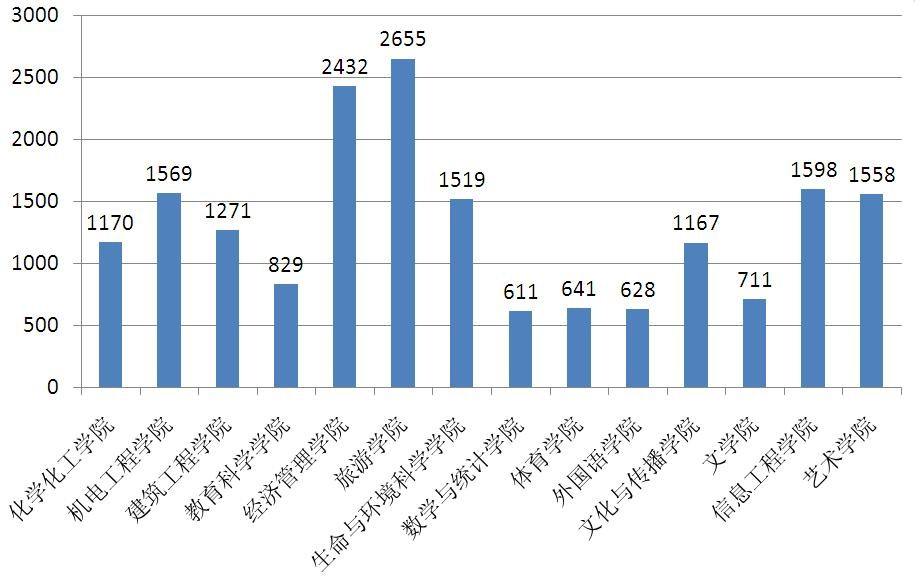 3000
2500
2000
1500
1000
500
0
1170
1569
1271
829
2432
2655
1519
611
641
628
1167
711
1598
1558
化学化工学院
机电工程学院
建筑工程学院
教育科学学院
经济管理学院
旅游学院
生命与环境科学学院
数学与统计学院
体育学院
外国语学院
文化与传播学院
文学院
信息工程学院
艺术学院